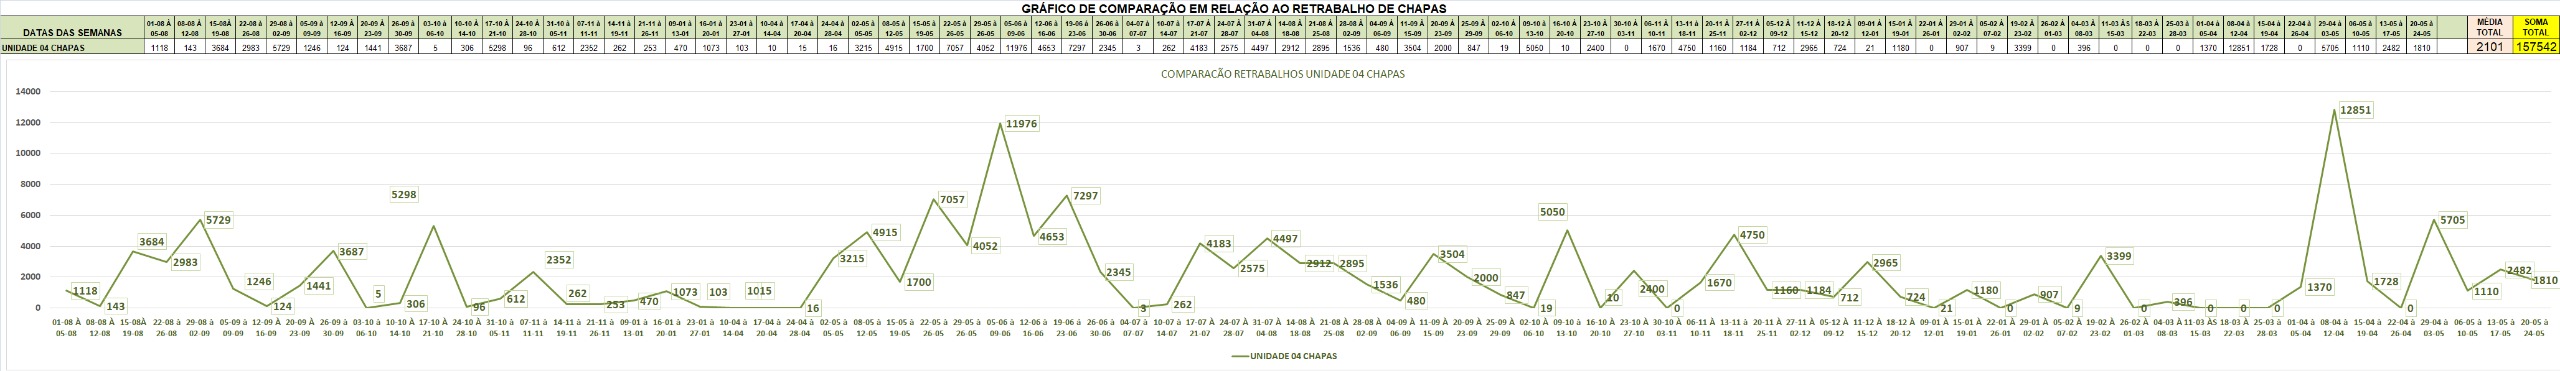 GRÁFICO DE COMPARAÇÃO EM RELAÇÃO AO RETRABALHO DE CHAPAS
DATAS DAS SEMANAS 01-08 À 05-08 08-08 À 12-08 15-08À 19-08 22-08 à 26-08 29-08 à 02-09 05-09 à 09-09 12-09 À 16-09 20-09 À 23-09 26-09 à 30-09 03-10 à 06-10 10-10 À 14-10 17-10 À 21-10 24-10 À 28-10 31-10 à 04-11 07-11 à 11-11 14-11 à 19-11 21-11 à 26-11 09-01 à 13-01 16-01 à 20-01 23-01 à 27-01 10-04 à 14-04 17-04 à 20-04 24-04 à 28-04 02-05 à 05-05 08-05 à 12-05 15-05 à 19-05 22-05 à 26-05 29-05 à 02-06 05-06 à 09-06 12-06 à 16-06 19-06 à 23-06 26-06 à 30-06 04-07 à 07-07 10-07 à 14-07 17-07 À 21-07 24-07 À 28-07 31-07 À 04-08 14-08 À 18-08 21-08 À 25-08 28-08 À 02-09 04-09 À 06-09 11-09 À 15-09 20-09 À 23-09 25-09 À 29-09 02-10 À 06-10 09-10 à 13-10 16-10 À 20-10 23-10 À 27-10 30-10 À 03-11 06-11 À 10-11 13-11 à 18-11 20-11 À 25-11 27-11 À 01-12 05-12 À 09-12 11-12 À 15-12 18-12 À 20-12 09-01 À 12-01 15-01 À 19-01 22-01 À 26-01 29-01 À 02-02 05-02 à 07-02 19-02 À 23-02 26-02 À 01-03 04-03 À 08-03 11-03 ÀS 15-03 18-03 À 22-03 25-03 à 28-03 01-04 à 05-04 08-04 à 12-04 15-04 à 19-04 22-04 à 26-04 29-04 à 03-05 06-05 à 10-05 13-05 à 17-05 20-05 à 24-05 MÉDIA TOTAL SOMA TOTAL
UNIDADE 04 CHAPAS 1118 143 3684 2983 5729 1246 124 1441 3687 5 306 5298 96 612 2352 262 253 470 1073 103 10 15 16 3215 4915 1700 7057 4052 11976 4653 7297 2345 3 262 4183 2575 4497 2912 2895 1536 480 3504 2000 847 19 5050 10 2400 0 1670 4750 1160 1184 712 2965 724 21 1180 0 907 9 3399 0 396 0 0 0 1370 12851 1728 0 5705 1110 2482 1810 2101 157542
COMPARACÃO RETRABALHOS UNIDADE 04 CHAPAS
14000
12000
10000
8000
6000
4000
2000
0
1118 143 3684 2983 5729 1246 124 1441 3687 5 306 5298 96 612 2352 262 253 470 1073 103 1015 16 3215 4915 1700 7057 4052 11976 4653 7297 2345 3 262 4183 2575 4497 2912 2895 1536 480 3504 2000 847 19 5050 10 2400 0 1670 4750 1160 1184 712 2965 724 21 1180 0 907 9 3399 0 396 0 0 0 1370 12851 1728 0 5705 1110 2482 1810
01-08 À 08-08 À 15-08À 22-08 à 29-08 à 05-09 à 12-09 À 20-09 À 26-09 à 03-10 à 10-10 À 17-10 À 24-10 À 31-10 à 07-11 à 14-11 à 21-11 à 09-01 à 16-01 à 23-01 à 10-04 à 17-04 à 24-04 à 02-05 à 08-05 à 15-05 à 22-05 à 29-05 à 05-06 à 12-06 à 19-06 à 26-06 à 04-07 à 10-07 à 17-07 À 24-07 À 31-07 À 14-08 À 21-08 À 28-08 À 04-09 À 11-09 À 20-09 À 25-09 À 02-10 À 09-10 à 16-10 À 23-10 À 30-10 À 06-11 À 13-11 à 20-11 À 27-11 À 05-12 À 11-12 À 18-12 À 09-01 À 15-01 À 22-01 À 29-01 À 05-02 à 19-02 À 26-02 À 04-03 À 11-03 ÀS 18-03 À 25-03 à 01-04 à 08-04 à 15-04 à 22-04 à 29-04 à 06-05 à 13-05 à 20-05 à
05-08 12-08 19-08 26-08 02-09 09-09 16-09 23-09 30-09 06-10 14-10 21-10 28-10 04-11 11-11 19-11 26-11 13-01 20-01 27-01 14-04 20-04 28-04 05-05 12-05 19-05 26-05 02-06 09-06 16-06 23-06 30-06 07-07 14-07 21-07 28-07 04-08 18-08 25-08 02-09 06-09 15-09 23-09 29-09 06-10 13-10 20-10 27-10 03-11 10-11 18-11 25-11 01-12 09-12 15-12 20-12 12-01 19-01 26-01 02-02 07-02 23-02 01-03 08-03 15-03 22-03 28-03 05-04 12-04 19-04 26-04 03-05 10-05 17-05 24-05
UNIDADE 04 CHAPAS